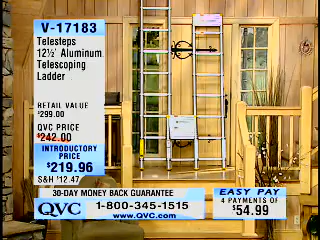 V-17183
Telesteps
12½' Aluminum
Telescoping
Ladder
RETAIL VALUE
$299.00
QVC PRICE
$242.00
INTRODUCTORY
PRICE
$219.96
S&H $12.47
30-DAY MONEY BACK GUARANTEE
QVC 1-800-345-1515
www.QVC.com
EASY PAY
4 PAYMENTS OF
$54.99